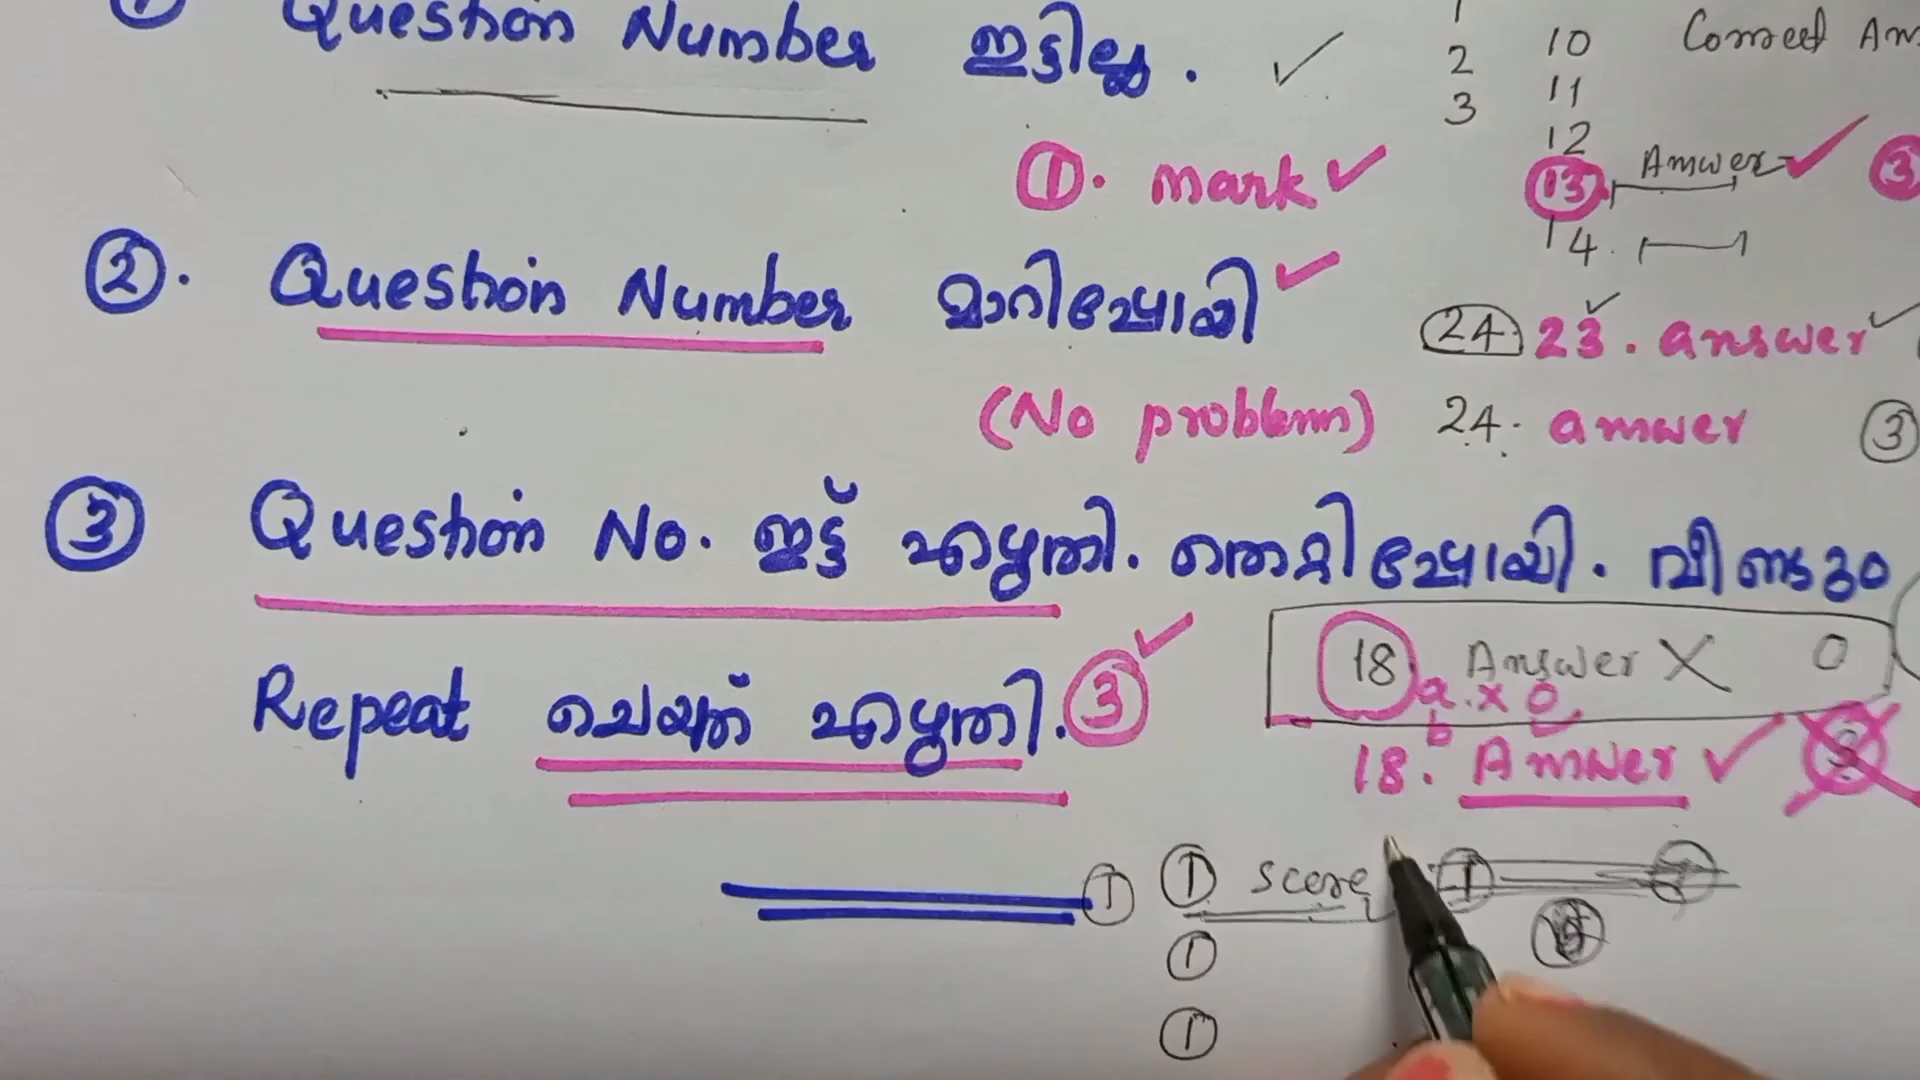 ① Question Number ഇട്ടില്ല. ✓
1
2
3
10
11
12
13. Answer ✓ ③
14.
Correct
①. mark ✓
②. Question Number മാറിപ്പോയി ✓
(No problem)
24. 23. answer ✓
24. answer ③
③ Question No. ഇട്ട് എഴുതി. തെറ്റിപ്പോയി. വീണ്ടും
Repeat ചെയ്ത് എഴുതി. ③ ✓
18 Answer X 0
a. x 0
b
18. Answer ✓
① ① Score ①
①
①